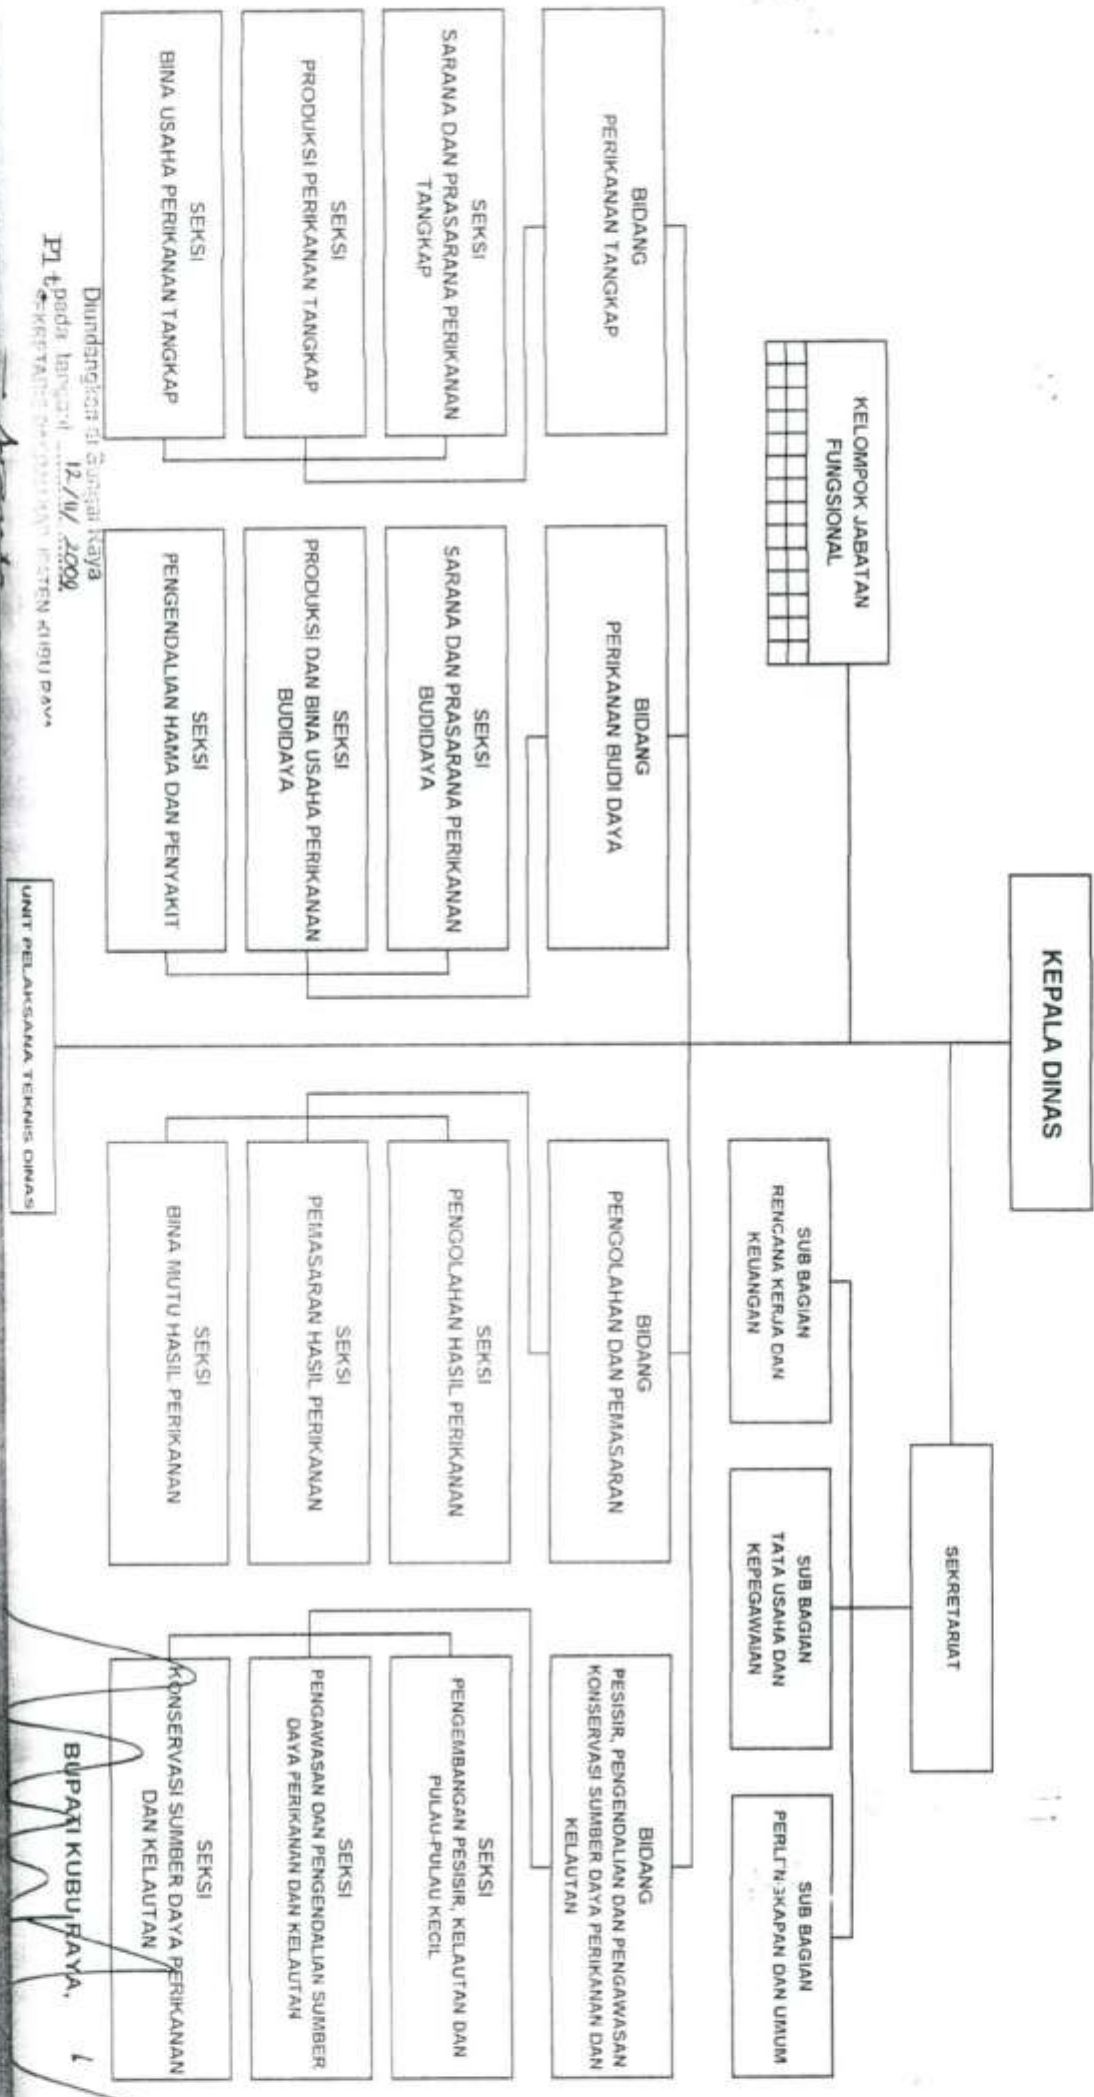 KEPALA DINAS
SEKRETARIAT
KELOMPOK JABATAN
FUNGSIONAL
SUB BAGIAN
RENCANA KERJA DAN
KEUANGAN
SUB BAGIAN
TATA USAHA DAN
KEPEGAWAIAN
SUB BAGIAN
PERLENGKAPAN DAN UMUM
BIDANG
PERIKANAN TANGKAP
BIDANG
PERIKANAN BUDI DAYA
BIDANG
PENGOLAHAN DAN PEMASARAN
BIDANG
PESISIR, PENGENDALIAN DAN PENGAWASAN
KONSERVASI SUMBER DAYA PERIKANAN DAN
KELAUTAN
SEKSI
SARANA DAN PRASARANA PERIKANAN
TANGKAP
SEKSI
SARANA DAN PRASARANA PERIKANAN
BUDIDAYA
SEKSI
PENGOLAHAN HASIL PERIKANAN
SEKSI
PENGEMBANGAN PESISIR, KELAUTAN DAN
PULAU-PULAU KECIL
SEKSI
PRODUKSI PERIKANAN TANGKAP
SEKSI
PRODUKSI DAN BINA USAHA PERIKANAN
BUDIDAYA
SEKSI
PEMASARAN HASIL PERIKANAN
SEKSI
PENGAWASAN DAN PENGENDALIAN SUMBER
DAYA PERIKANAN DAN KELAUTAN
SEKSI
BINA USAHA PERIKANAN TANGKAP
SEKSI
PENGENDALIAN HAMA DAN PENYAKIT
SEKSI
BINA MUTU HASIL PERIKANAN
SEKSI
KONSERVASI SUMBER DAYA PERIKANAN
DAN KELAUTAN
UNIT PELAKSANA TEKNIS DINAS
Diundangkan di Sungai Raya
pada tanggal 12/11/2009
Plt
KUBU RAYA
BUPATI KUBU RAYA,